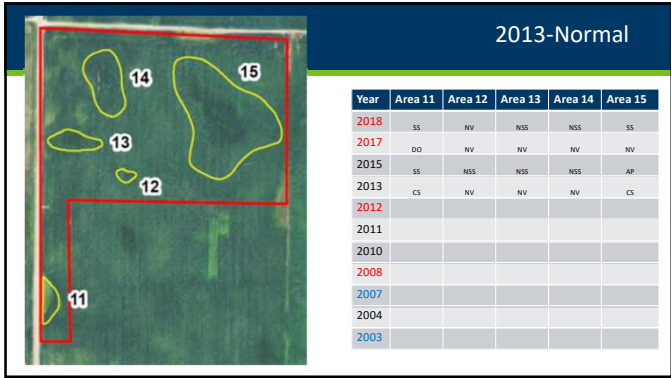 2013-Normal
14
15
13
12
11
Year Area 11 Area 12 Area 13 Area 14 Area 15
2018 SS NV NSS NSS SS
2017 DO NV NV NV NV
2015 SS NSS NSS NSS AP
2013 CS NV NV NV CS
2012
2011
2010
2008
2007
2004
2003